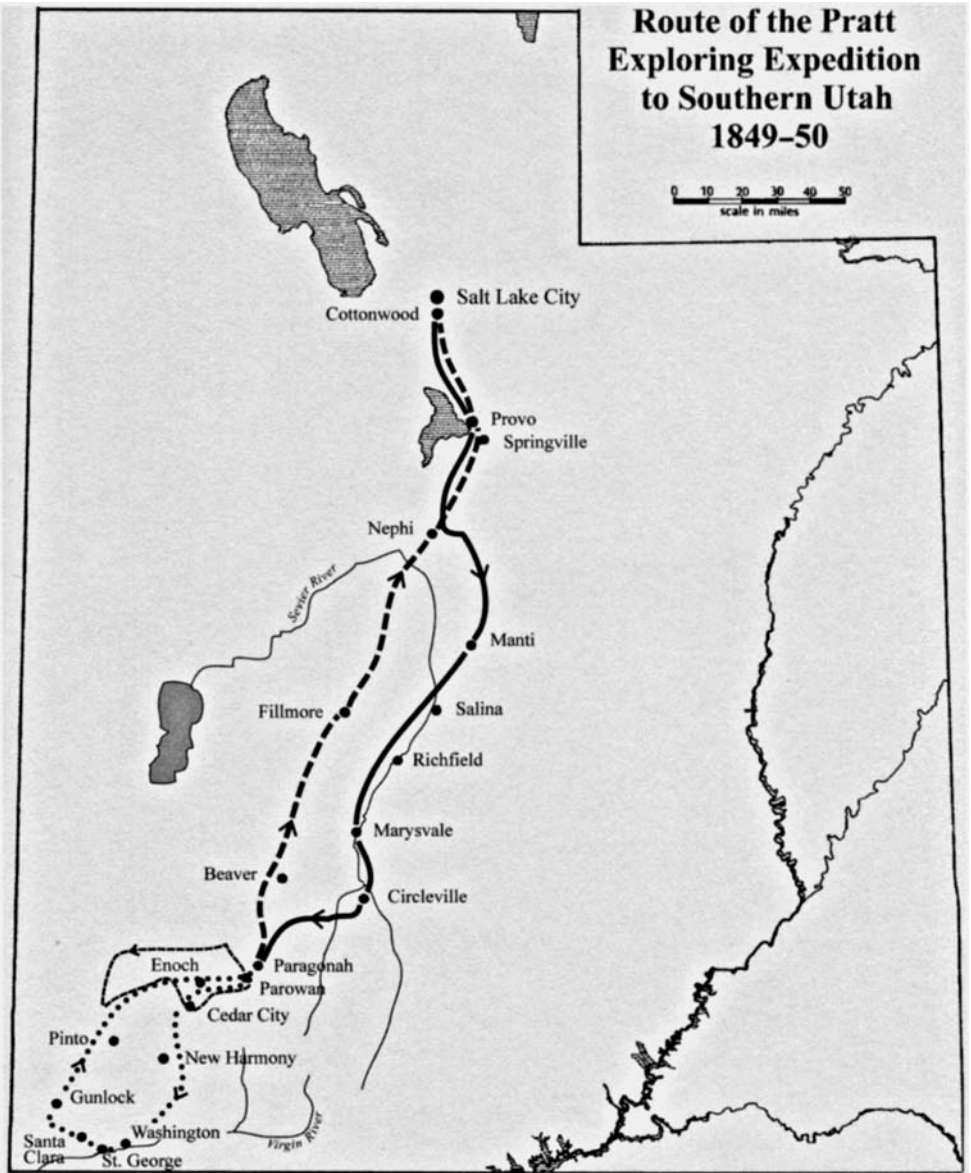 Route of the Pratt
Exploring Expedition
to Southern Utah
1849–50
0 10 20 30 40 50
scale in miles
Salt Lake City
Cottonwood
Provo
Springville
Nephi
Sevier River
Manti
Fillmore
Salina
Richfield
Marysvale
Beaver
Circleville
Enoch
Paragonah
Parowan
Cedar City
Pinto
New Harmony
Gunlock
Washington
Virgin River
Santa
Clara
St. George